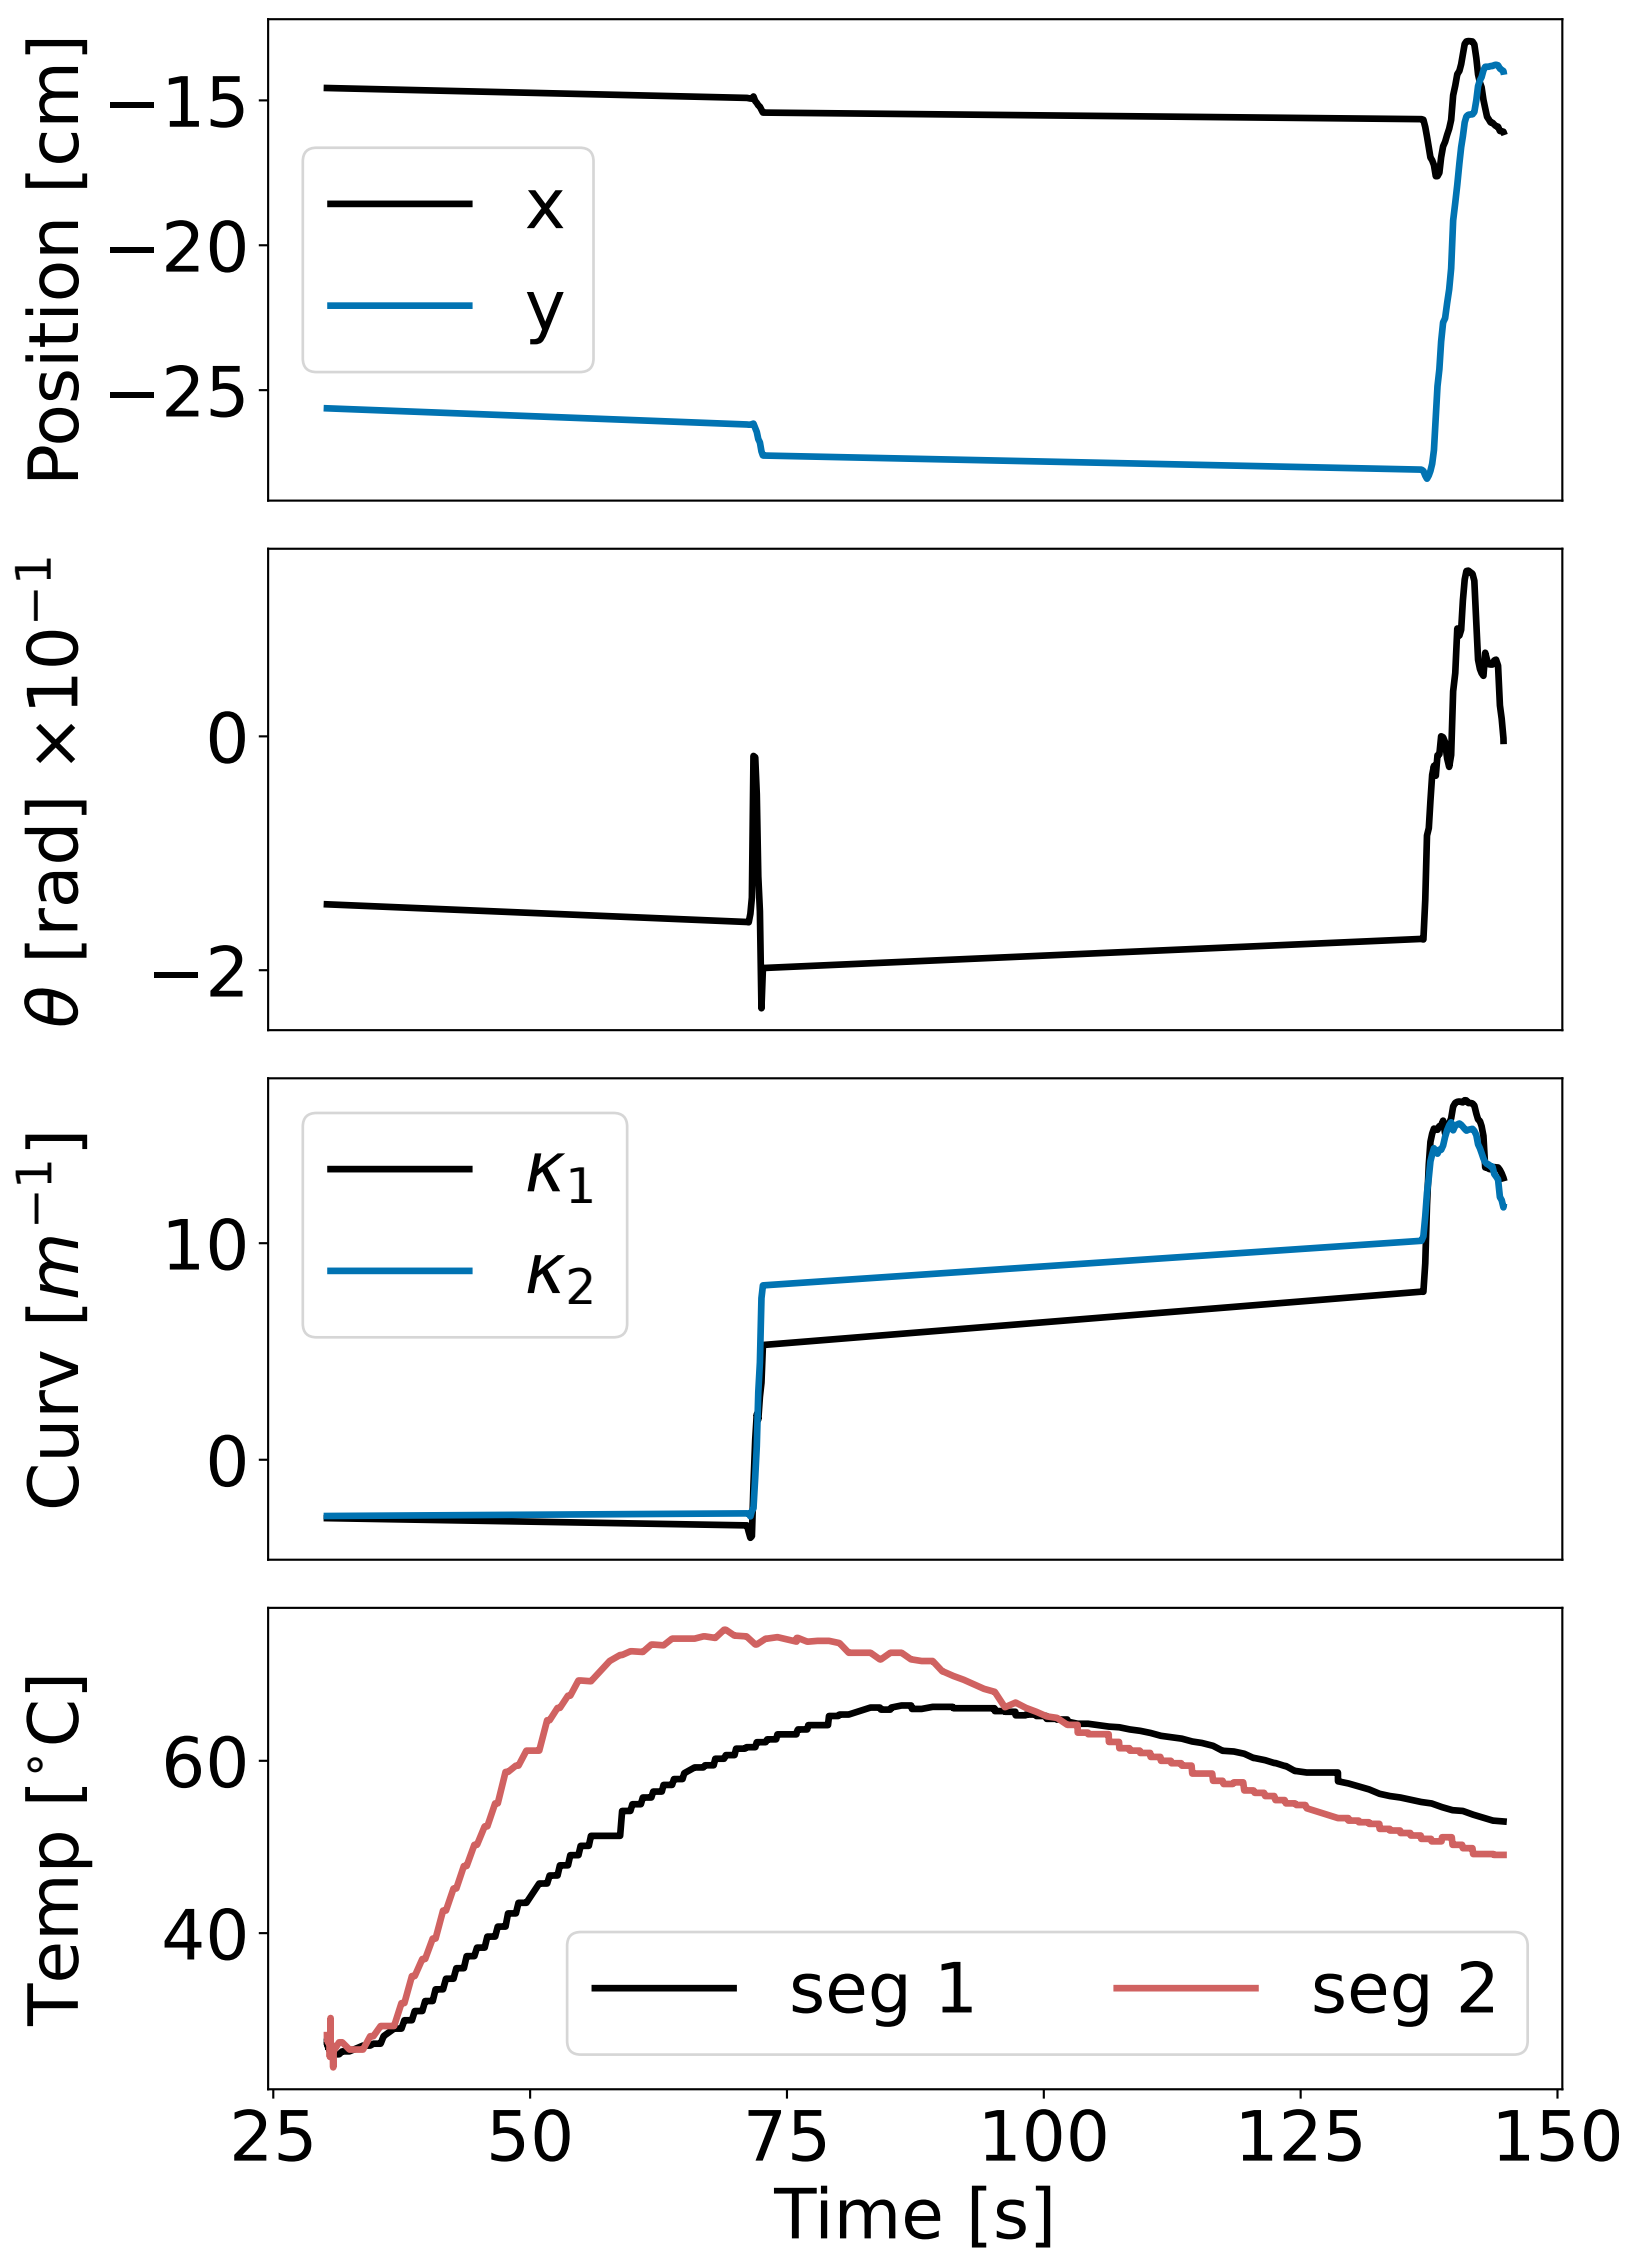 Position [cm]
−15
−20
−25
x
y
θ [rad] ×10⁻¹
0
−2
Curv [m⁻¹]
10
0
κ₁
κ₂
Temp [°C]
60
40
seg 1 seg 2
25 50 75 100 125 150
Time [s]